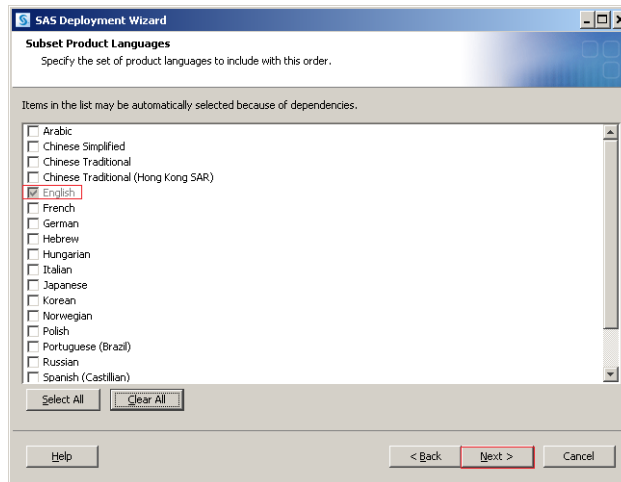 SAS Deployment Wizard
Subset Product Languages
Specify the set of product languages to include with this order.
Items in the list may be automatically selected because of dependencies.
Arabic
Chinese Simplified
Chinese Traditional
Chinese Traditional (Hong Kong SAR)
English
French
German
Hebrew
Hungarian
Italian
Japanese
Korean
Norwegian
Polish
Portuguese (Brazil)
Russian
Spanish (Castillian)
Select All Clear All
Help < Back Next > Cancel